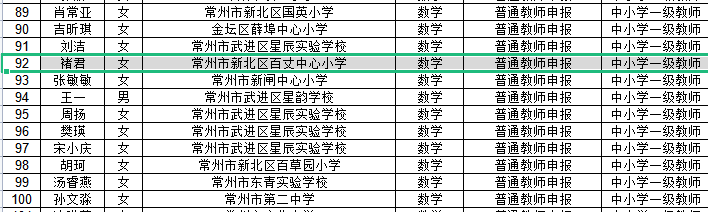 89 肖常亚 女 常州市新北区国英小学 数学 普通教师申报 中小学一级教师
90 吉昕琪 女 金坛区薛埠中心小学 数学 普通教师申报 中小学一级教师
91 刘洁 女 常州市武进区星辰实验学校 数学 普通教师申报 中小学一级教师
92 褚君 女 常州市新北区百丈中心小学 数学 普通教师申报 中小学一级教师
93 张敏敏 女 常州市新闸中心小学 数学 普通教师申报 中小学一级教师
94 王一 男 常州市武进区星韵学校 数学 普通教师申报 中小学一级教师
95 周扬 女 常州市武进区星辰实验学校 数学 普通教师申报 中小学一级教师
96 樊瑛 女 常州市武进区星辰实验学校 数学 普通教师申报 中小学一级教师
97 宋小庆 女 常州市武进区星辰实验学校 数学 普通教师申报 中小学一级教师
98 胡珂 女 常州市新北区百草园小学 数学 普通教师申报 中小学一级教师
99 汤睿燕 女 常州市东青实验学校 数学 普通教师申报 中小学一级教师
100 孙文淼 女 常州市第二中学 数学 普通教师申报 中小学一级教师